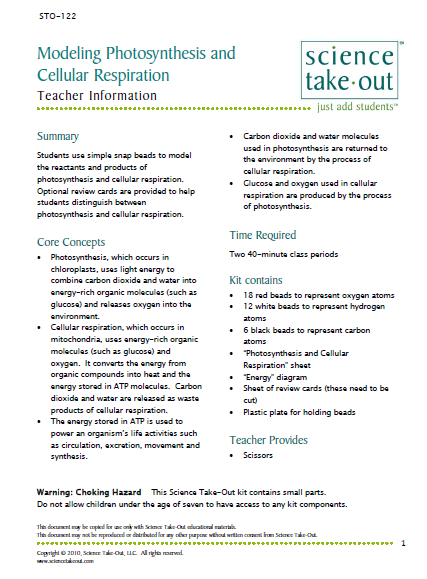 STO-122
Modeling Photosynthesis and
Cellular Respiration
Teacher Information
science
take·out™
just add students™
Summary
Students use simple snap beads to model
the reactants and products of
photosynthesis and cellular respiration.
Optional review cards are provided to help
students distinguish between
photosynthesis and cellular respiration.
Core Concepts
• Photosynthesis, which occurs in
chloroplasts, uses light energy to
combine carbon dioxide and water into
energy-rich organic molecules (such as
glucose) and releases oxygen into the
environment.
• Cellular respiration, which occurs in
mitochondria, uses energy-rich organic
molecules (such as glucose) and
oxygen. It converts the energy from
organic compounds into heat and the
energy stored in ATP molecules. Carbon
dioxide and water are released as waste
products of cellular respiration.
• The energy stored in ATP is used to
power an organism's life activities such
as circulation, excretion, movement and
synthesis.
• Carbon dioxide and water molecules
used in photosynthesis are returned to
the environment by the process of
cellular respiration.
• Glucose and oxygen used in cellular
respiration are produced by the process
of photosynthesis.
Time Required
Two 40-minute class periods
Kit contains
• 18 red beads to represent oxygen atoms
• 12 white beads to represent hydrogen
atoms
• 6 black beads to represent carbon
atoms
• "Photosynthesis and Cellular
Respiration" sheet
• "Energy" diagram
• Sheet of review cards (these need to be
cut)
• Plastic plate for holding beads
Teacher Provides
• Scissors
Warning: Choking Hazard This Science Take-Out kit contains small parts.
Do not allow children under the age of seven to have access to any kit components.
This document may be copied for use only with Science Take-Out educational materials.
This document may not be reproduced or distributed for any other purpose without written consent from Science Take-Out.
1
Copyright © 2010, Science Take-Out, LLC. All rights reserved.
www.sciencetakeout.com